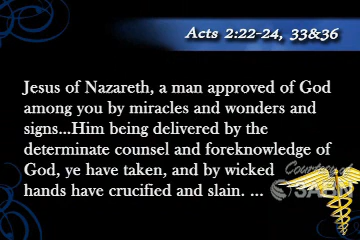 Acts 2:22-24, 33&36
Jesus of Nazareth, a man approved of God
among you by miracles and wonders and
signs...Him being delivered by the
determinate counsel and foreknowledge of
God, ye have taken, and by wicked
hands have crucified and slain. ...
Courtesy of
3ABN